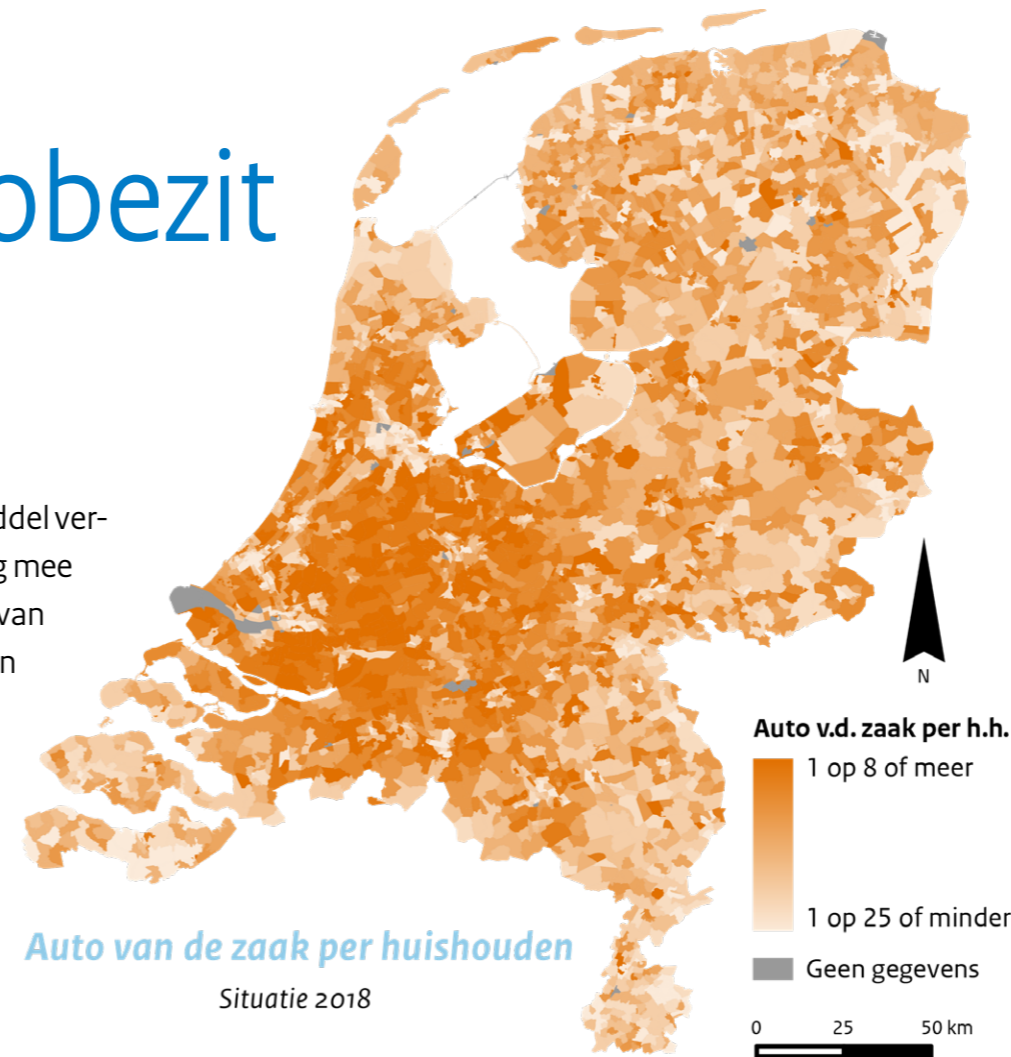 obezit
ddel ver-
g mee
van
n
N
Auto v.d. zaak per h.h.
1 op 8 of meer
1 op 25 of minder
Geen gegevens
0 25 50 km
Auto van de zaak per huishouden
Situatie 2018